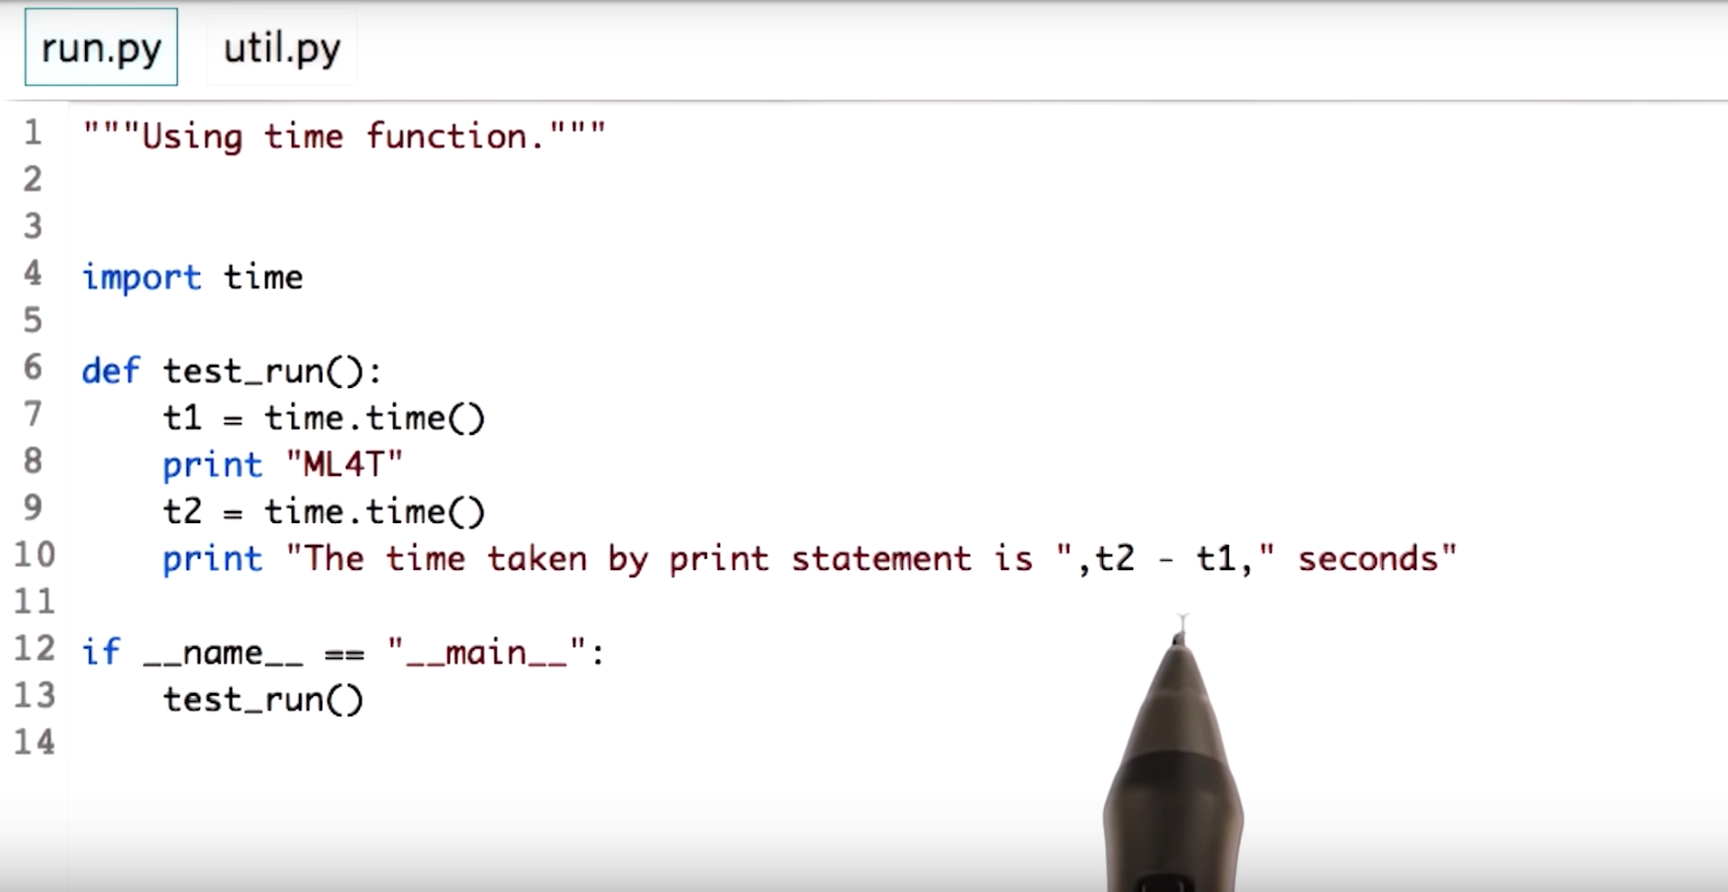 run.py util.py
1 """Using time function."""
2
3
4 import time
5
6 def test_run():
7     t1 = time.time()
8     print "ML4T"
9     t2 = time.time()
10     print "The time taken by print statement is ",t2 - t1," seconds"
11
12 if __name__ == "__main__":
13     test_run()
14